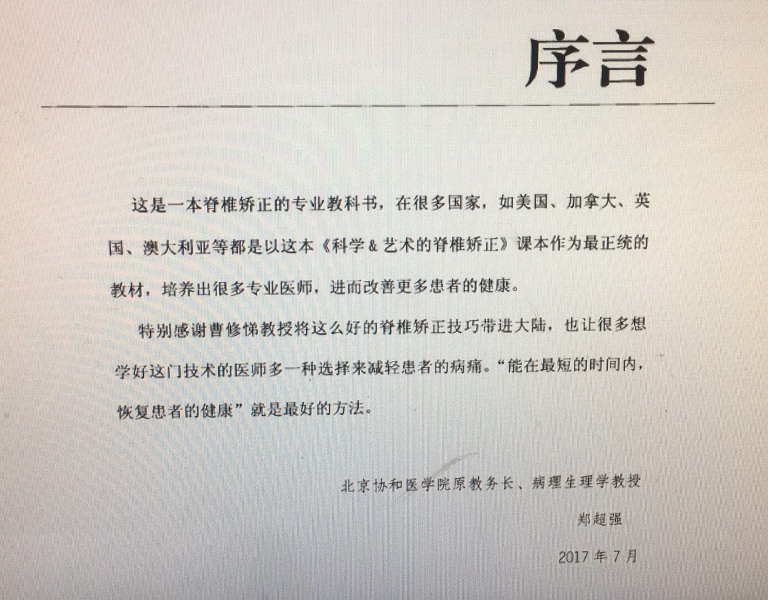 序言
这是一本脊椎矫正的专业教科书，在很多国家，如美国、加拿大、英
国、澳大利亚等都是以这本《科学&艺术的脊椎矫正》课本作为最正统的
教材，培养出很多专业医师，进而改善更多患者的健康。
特别感谢曹修悌教授将这么好的脊椎矫正技巧带进大陆，也让很多想
学好这门技术的医师多一种选择来减轻患者的病痛。“能在最短的时间内，
恢复患者的健康”就是最好的方法。
北京协和医学院原教务长、病理生理学教授
郑超强
2017年7月